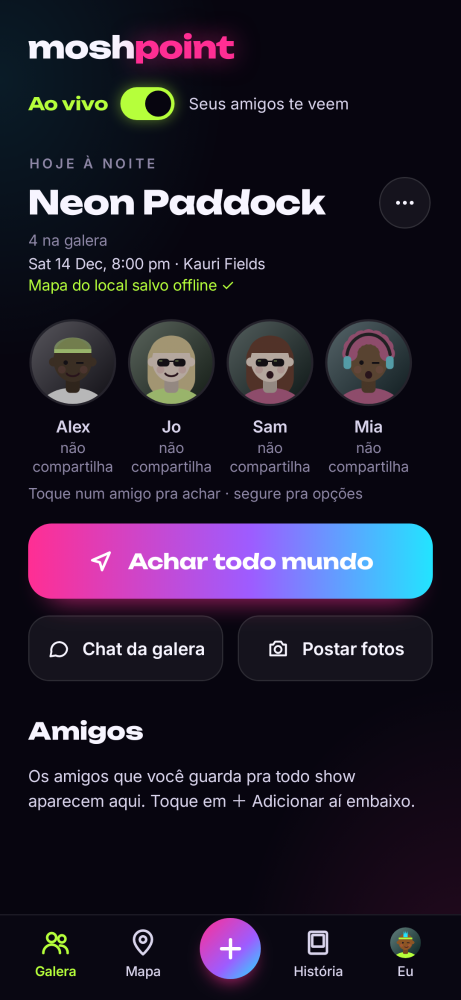 moshpoint
Ao vivo
Seus amigos te veem
HOJE À NOITE
Neon Paddock
4 na galera
Sat 14 Dec, 8:00 pm · Kauri Fields
Mapa do local salvo offline ✓
Alex
Jo
Sam
Mia
não
compartilha
não
compartilha
não
compartilha
não
compartilha
Toque num amigo pra achar · segure pra opções
Achar todo mundo
Chat da galera
Postar fotos
Amigos
Os amigos que você guarda pra todo show
aparecem aqui. Toque em + Adicionar aí embaixo.
Galera
Mapa
História
Eu